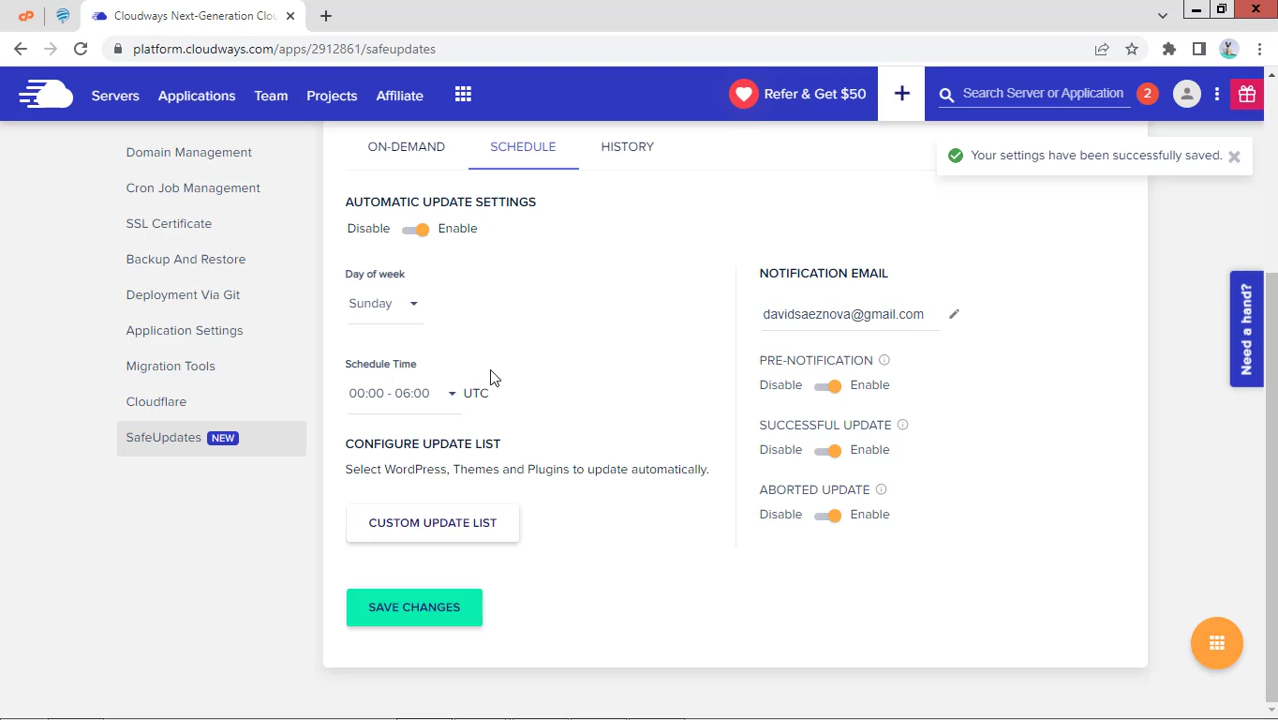 Cloudways Next-Generation Clou
platform.cloudways.com/apps/2912861/safeupdates
Servers Applications Team Projects Affiliate Refer & Get $50 + Search Server or Application 2
Domain Management
Cron Job Management
SSL Certificate
Backup And Restore
Deployment Via Git
Application Settings
Migration Tools
Cloudflare
SafeUpdates NEW
ON-DEMAND SCHEDULE HISTORY
Your settings have been successfully saved.
AUTOMATIC UPDATE SETTINGS
Disable Enable
Day of week
Sunday
Schedule Time
00:00 - 06:00 UTC
CONFIGURE UPDATE LIST
Select WordPress, Themes and Plugins to update automatically.
CUSTOM UPDATE LIST
SAVE CHANGES
NOTIFICATION EMAIL
davidsaeznova@gmail.com
PRE-NOTIFICATION
Disable Enable
SUCCESSFUL UPDATE
Disable Enable
ABORTED UPDATE
Disable Enable
Need a hand?